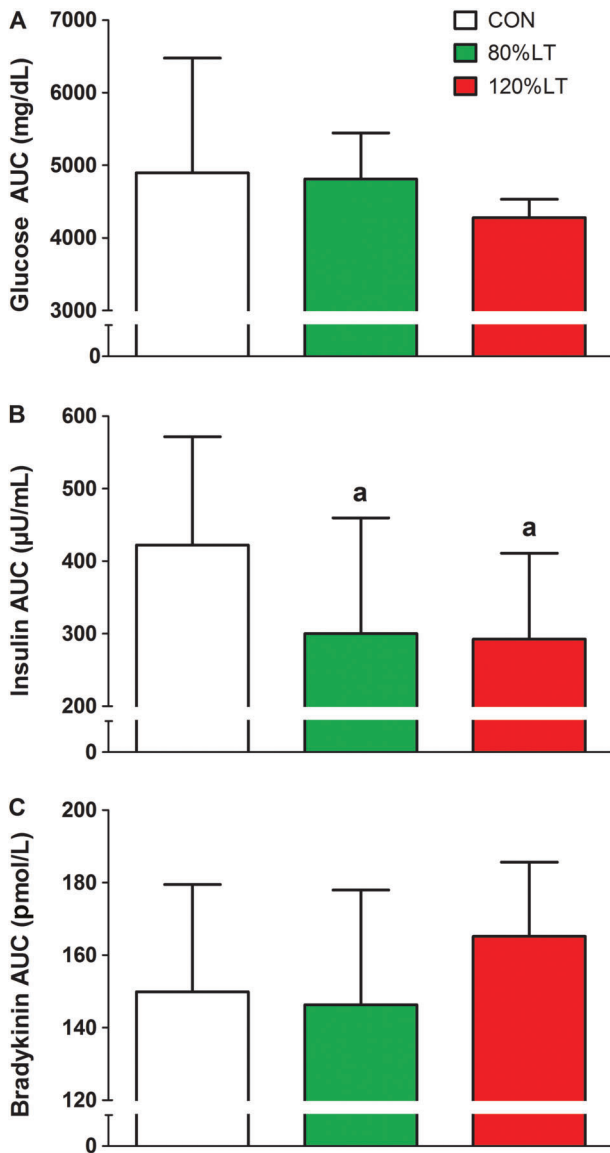 A
Glucose AUC (mg/dL)
7000
6000
5000
4000
3000
0
CON
80%LT
120%LT
B
Insulin AUC (µU/mL)
600
500
400
300
200
0
a
a
C
Bradykinin AUC (pmol/L)
200
180
160
140
120
0